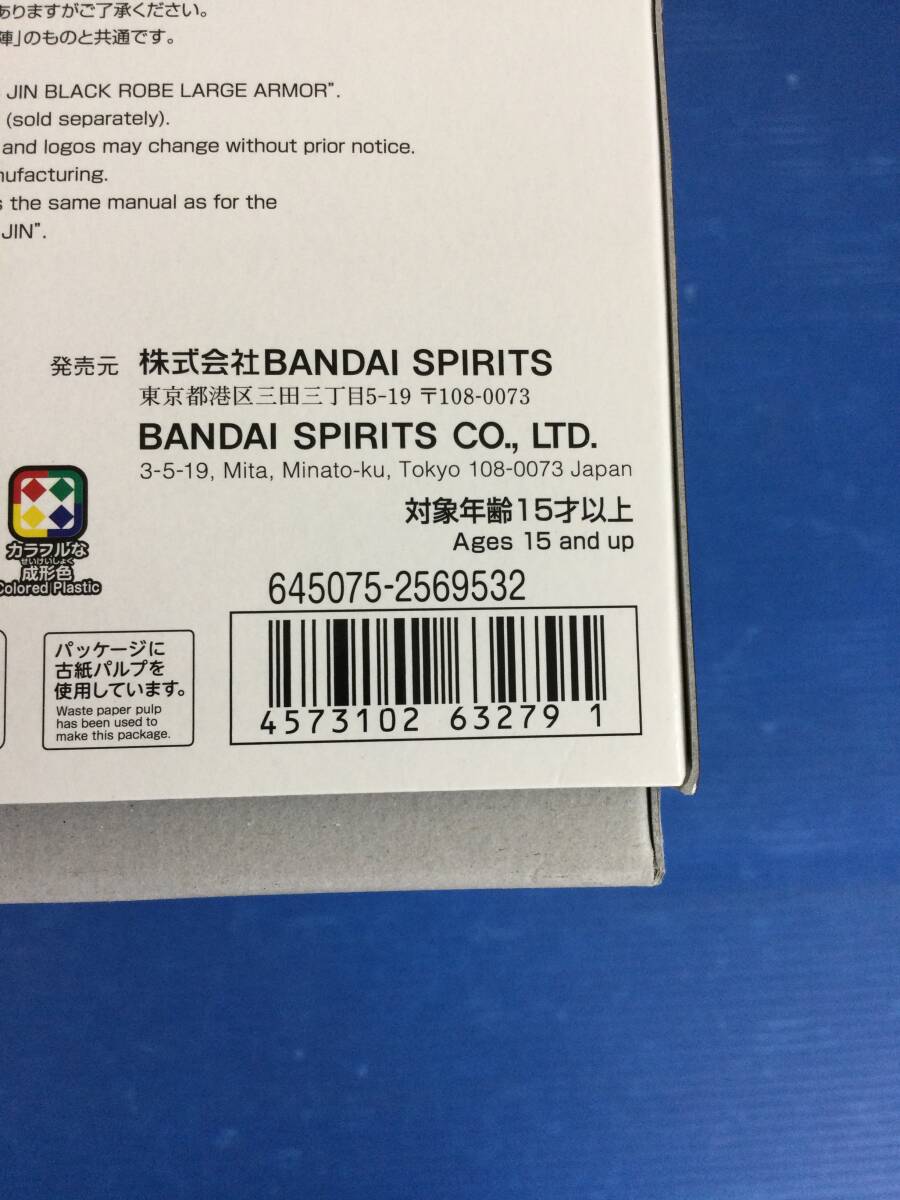 ありますがご了承ください。
陣」のものと共通です。
JIN BLACK ROBE LARGE ARMOR”.
(sold separately).
and logos may change without prior notice.
nufacturing.
s the same manual as for the
JIN”.
発売元 株式会社BANDAI SPIRITS
東京都港区三田三丁目5-19 〒108-0073
BANDAI SPIRITS CO., LTD.
3-5-19, Mita, Minato-ku, Tokyo 108-0073 Japan
対象年齢15才以上
Ages 15 and up
カラフルな
せいけいしょく
成形色
Colored Plastic
645075-2569532
4573102 63279 1
パッケージに
古紙パルプを
使用しています。
Waste paper pulp
has been used to
make this package.